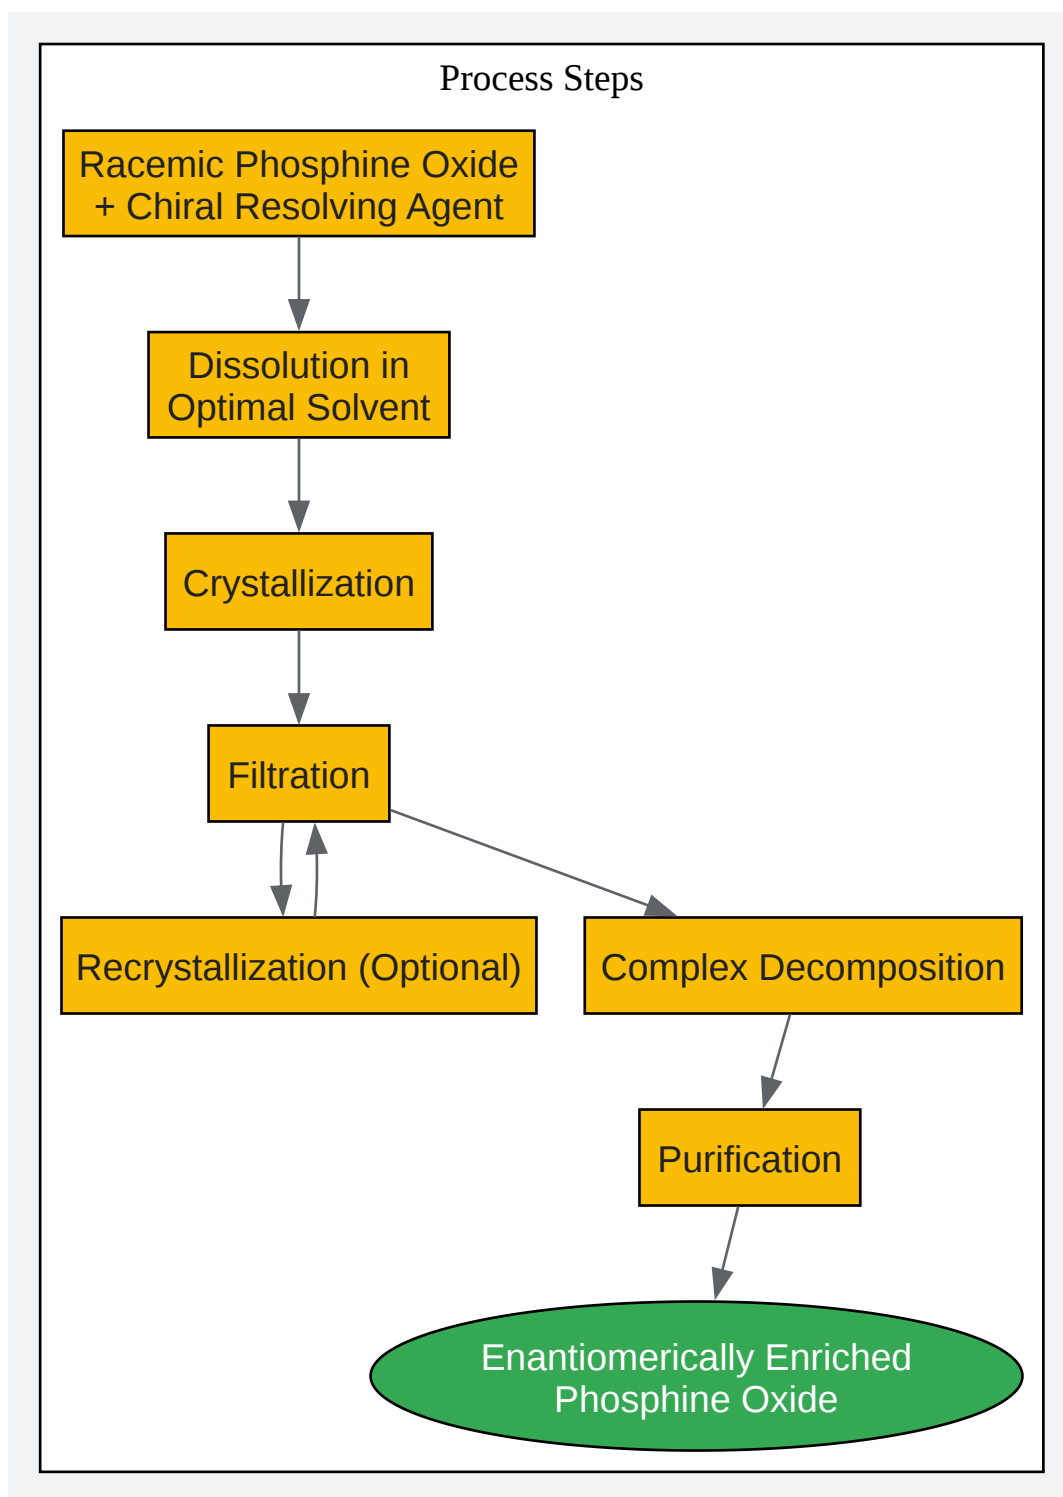 Process Steps
Racemic Phosphine Oxide
+ Chiral Resolving Agent
Dissolution in
Optimal Solvent
Crystallization
Filtration
Recrystallization (Optional)
Complex Decomposition
Purification
Enantiomerically Enriched
Phosphine Oxide